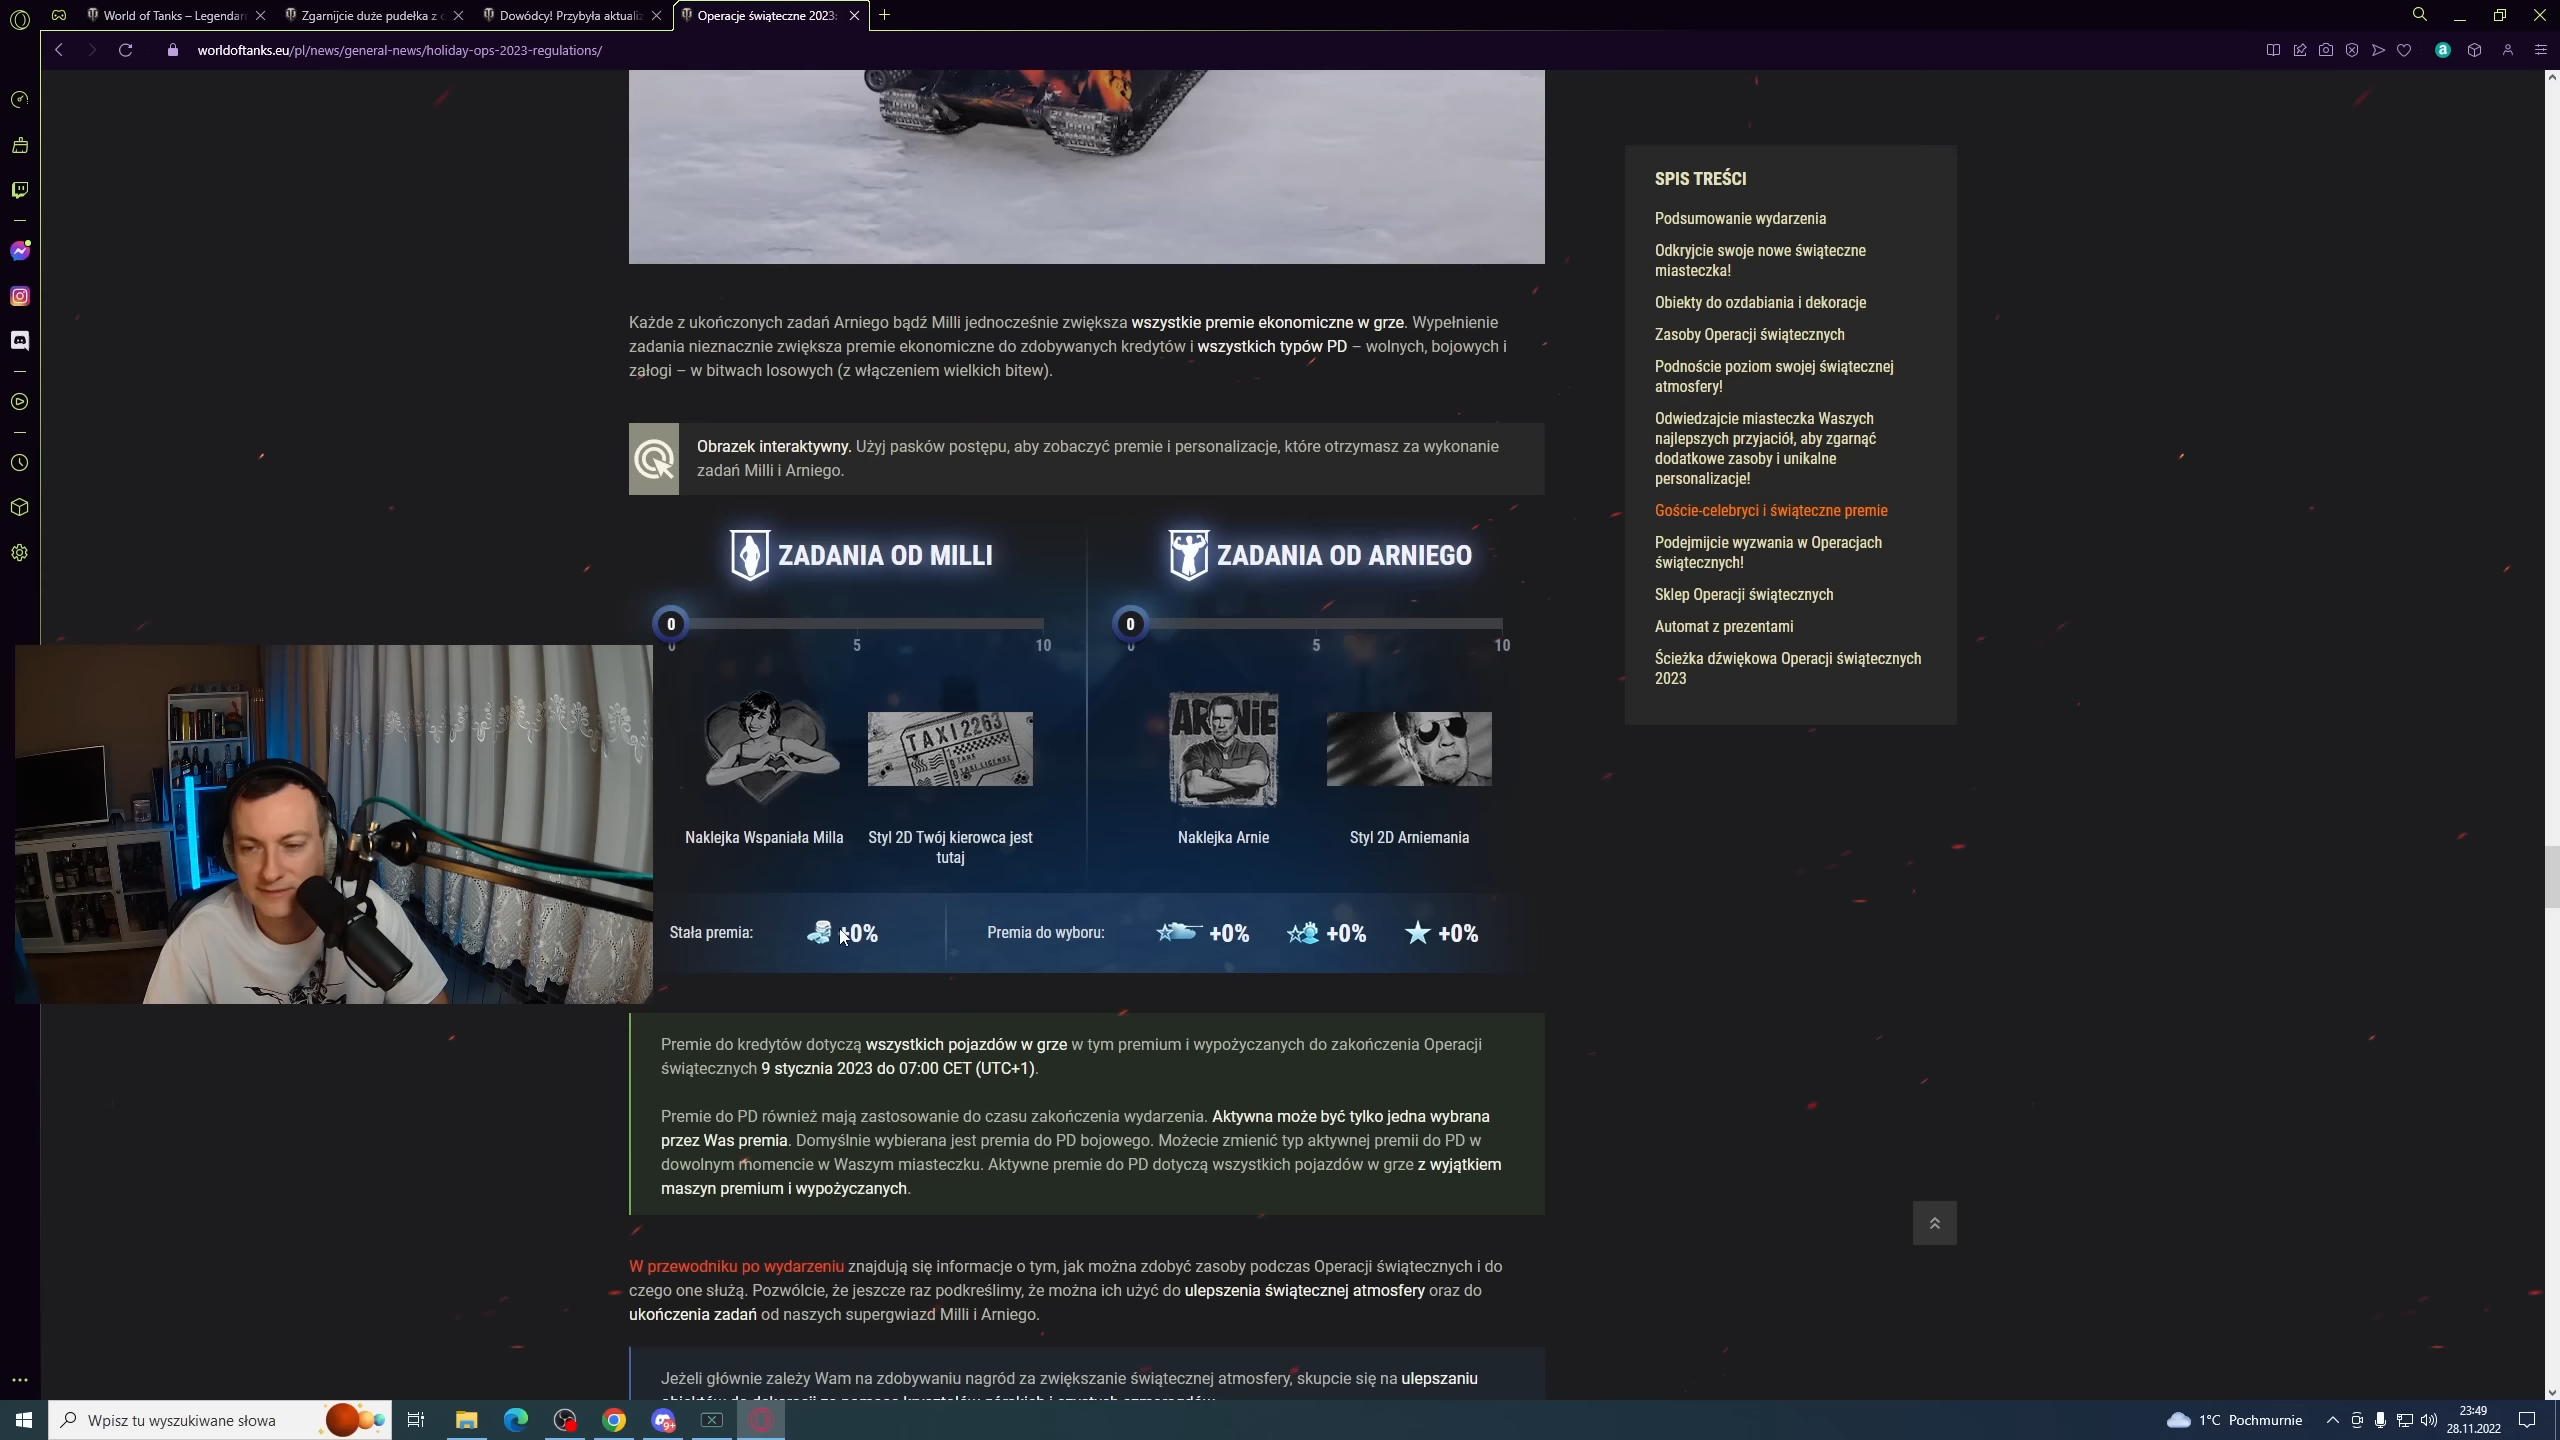 World of Tanks – Legendarn
Zgarnijcie duże pudełka z o
Dowódcy! Przybyła aktualiz
Operacje świąteczne 2023:
worldoftanks.eu/pl/news/general-news/holiday-ops-2023-regulations/
Każde z ukończonych zadań Arniego bądź Milli jednocześnie zwiększa wszystkie premie ekonomiczne w grze. Wypełnienie
zadania nieznacznie zwiększa premie ekonomiczne do zdobywanych kredytów i wszystkich typów PD – wolnych, bojowych i
załogi – w bitwach losowych (z włączeniem wielkich bitew).
Obrazek interaktywny. Użyj pasków postępu, aby zobaczyć premie i personalizacje, które otrzymasz za wykonanie
zadań Milli i Arniego.
ZADANIA OD MILLI
0
0 5 10
TAXI 2263
TAXI LICENSE
Naklejka Wspaniała Milla
Styl 2D Twój kierowca jest
tutaj
ZADANIA OD ARNIEGO
0
0 5 10
ARNIE
Naklejka Arnie
Styl 2D Arniemania
Stała premia: +0%
Premia do wyboru: +0% +0% +0%
Premie do kredytów dotyczą wszystkich pojazdów w grze w tym premium i wypożyczanych do zakończenia Operacji
świątecznych 9 stycznia 2023 do 07:00 CET (UTC+1).
Premie do PD również mają zastosowanie do czasu zakończenia wydarzenia. Aktywna może być tylko jedna wybrana
przez Was premia. Domyślnie wybierana jest premia do PD bojowego. Możecie zmienić typ aktywnej premii do PD w
dowolnym momencie w Waszym miasteczku. Aktywne premie do PD dotyczą wszystkich pojazdów w grze z wyjątkiem
maszyn premium i wypożyczanych.
W przewodniku po wydarzeniu znajdują się informacje o tym, jak można zdobyć zasoby podczas Operacji świątecznych i do
czego one służą. Pozwólcie, że jeszcze raz podkreślimy, że można ich użyć do ulepszenia świątecznej atmosfery oraz do
ukończenia zadań od naszych supergwiazd Milli i Arniego.
Jeżeli głównie zależy Wam na zdobywaniu nagród za zwiększanie świątecznej atmosfery, skupcie się na ulepszaniu
SPIS TREŚCI
Podsumowanie wydarzenia
Odkryjcie swoje nowe świąteczne
miasteczka!
Obiekty do ozdabiania i dekoracje
Zasoby Operacji świątecznych
Podnoście poziom swojej świątecznej
atmosfery!
Odwiedzajcie miasteczka Waszych
najlepszych przyjaciół, aby zgarnąć
dodatkowe zasoby i unikalne
personalizacje!
Goście-celebryci i świąteczne premie
Podejmijcie wyzwania w Operacjach
świątecznych!
Sklep Operacji świątecznych
Automat z prezentami
Ścieżka dźwiękowa Operacji świątecznych
2023
Wpisz tu wyszukiwane słowa
9+
1°C Pochmurnie
23:49
28.11.2022